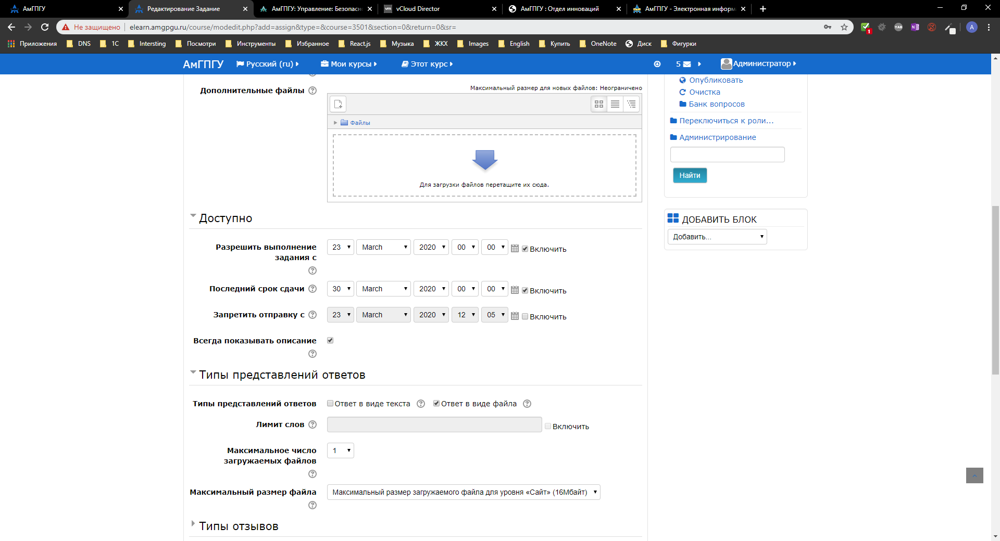 АмГПГУ
Редактирование Задание
АмГПГУ: Управление: Безопасн
vCloud Director
АмГПГУ : Отдел инноваций
АмГПГУ - Электронная информ
Не защищено
elearn.amgpgu.ru/course/modedit.php?add=assign&type=&course=3501&section=0&return=0&sr=
Приложения
DNS
1C
Intersting
Посмотри
Инструменты
Избранное
React.js
Музыка
ЖКХ
Images
English
Купить
OneNote
Диск
Фигурки
АмГПГУ
Русский (ru)
Мои курсы
Этот курс
5
Администратор
Дополнительные файлы
Максимальный размер для новых файлов: Неограничено
Файлы
Для загрузки файлов перетащите их сюда.
Доступно
Разрешить выполнение
задания с
23 March 2020 00 00 Включить
Последний срок сдачи
30 March 2020 00 00 Включить
Запретить отправку с
23 March 2020 12 05 Включить
Всегда показывать описание
Типы представлений ответов
Типы представлений ответов
Ответ в виде текста
Ответ в виде файла
Лимит слов
Включить
Максимальное число
загружаемых файлов
1
Максимальный размер файла
Максимальный размер загружаемого файла для уровня «Сайт» (16Мбайт)
Типы отзывов
Опубликовать
Очистка
Банк вопросов
Переключиться к роли...
Администрирование
Найти
ДОБАВИТЬ БЛОК
Добавить...